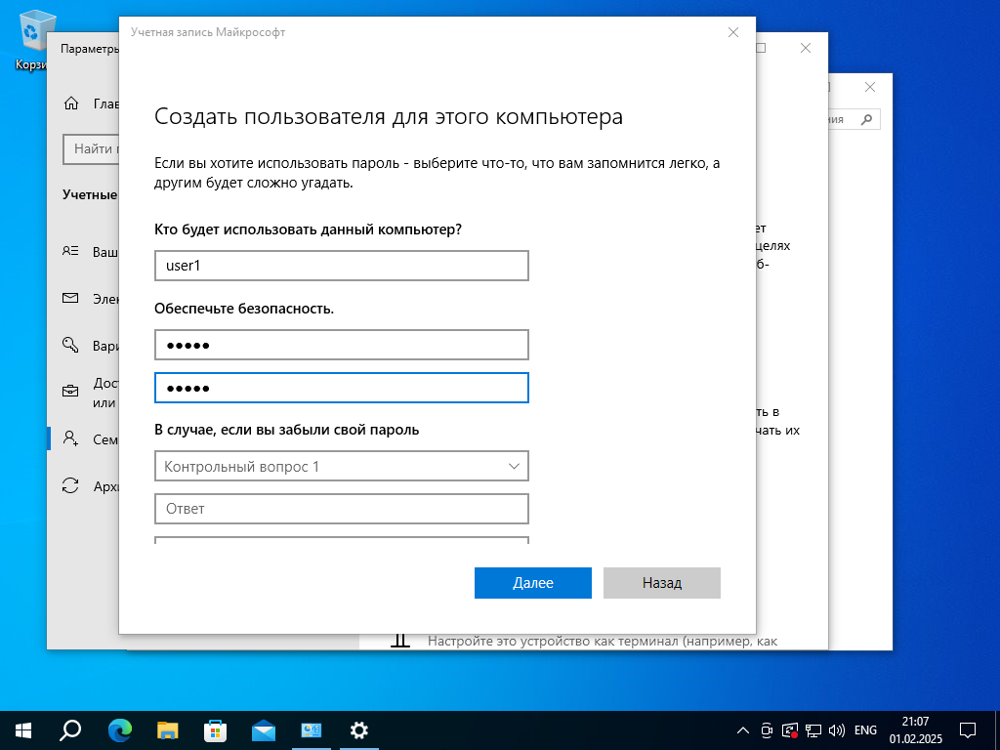 Учетная запись Майкрософт
Создать пользователя для этого компьютера
Если вы хотите использовать пароль - выберите что-то, что вам запомнится легко, а
другим будет сложно угадать.
Кто будет использовать данный компьютер?
user1
Обеспечьте безопасность.
●●●●●
●●●●●
В случае, если вы забыли свой пароль
Контрольный вопрос 1
Ответ
Далее
Назад
Корзи
Параметры
Глав
Найти п
Учетные
Ваш
Элек
Вари
Дост
или
Сем
Архи
ния
ет
целях
б-
ть в
чать их
Настройте это устройство как терминал (например, как
ENG
21:07
01.02.2025